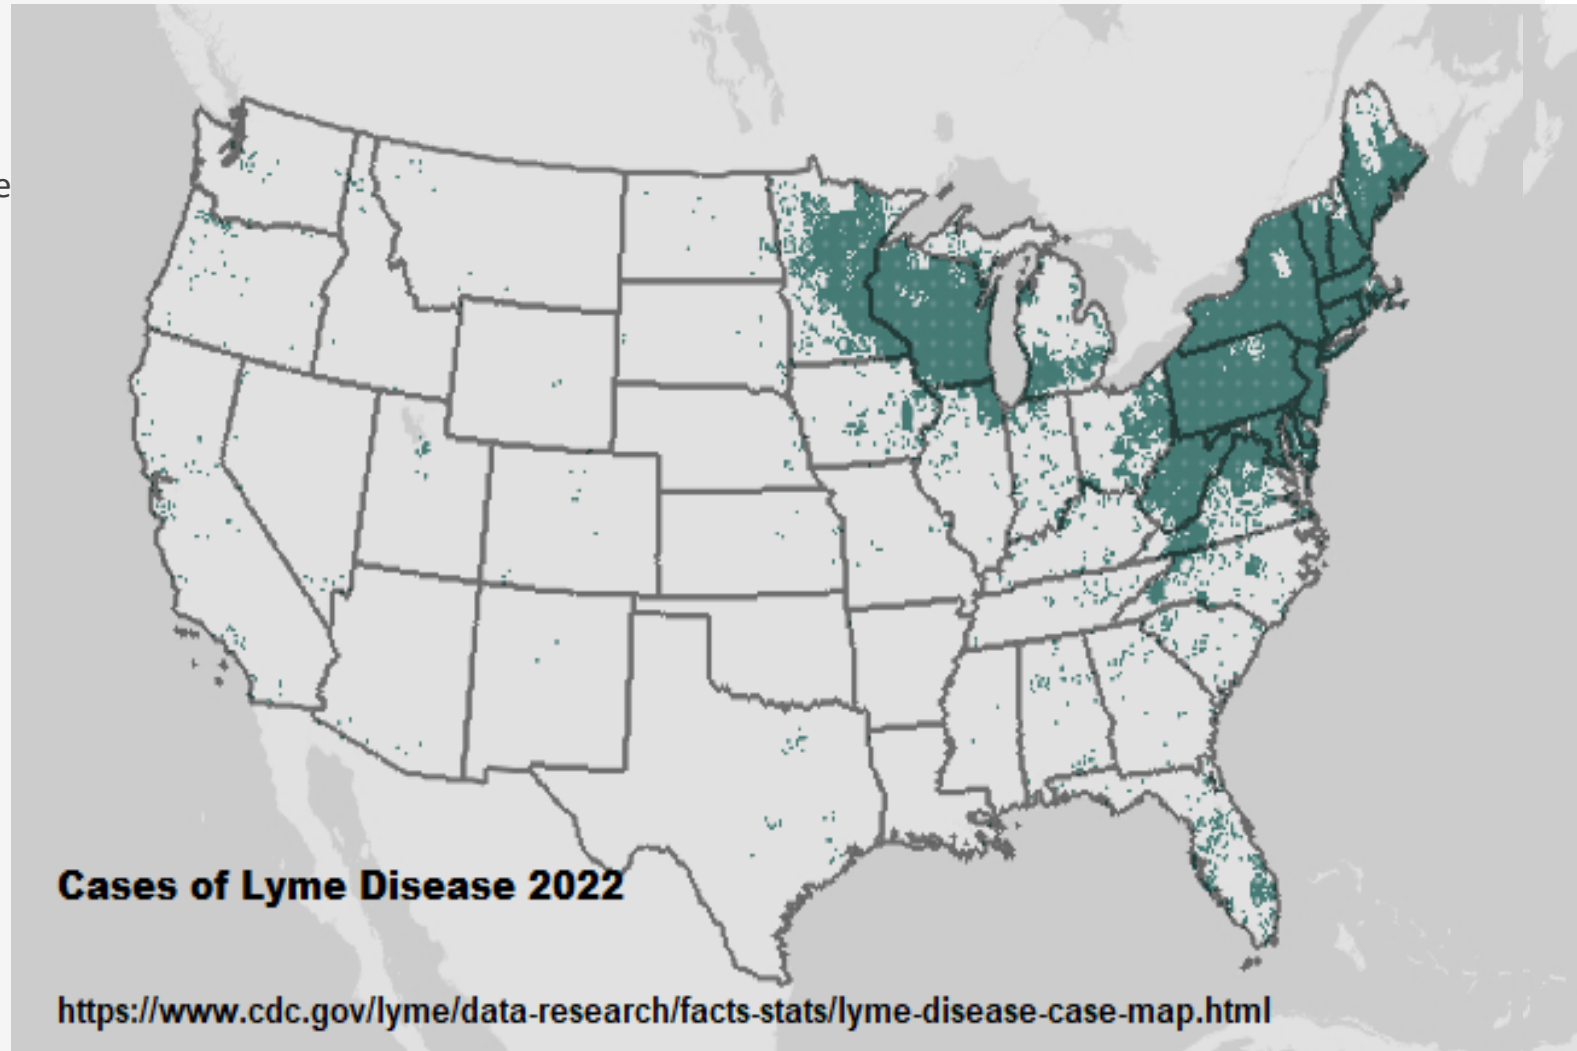 e
Cases of Lyme Disease 2022
https://www.cdc.gov/lyme/data-research/facts-stats/lyme-disease-case-map.html